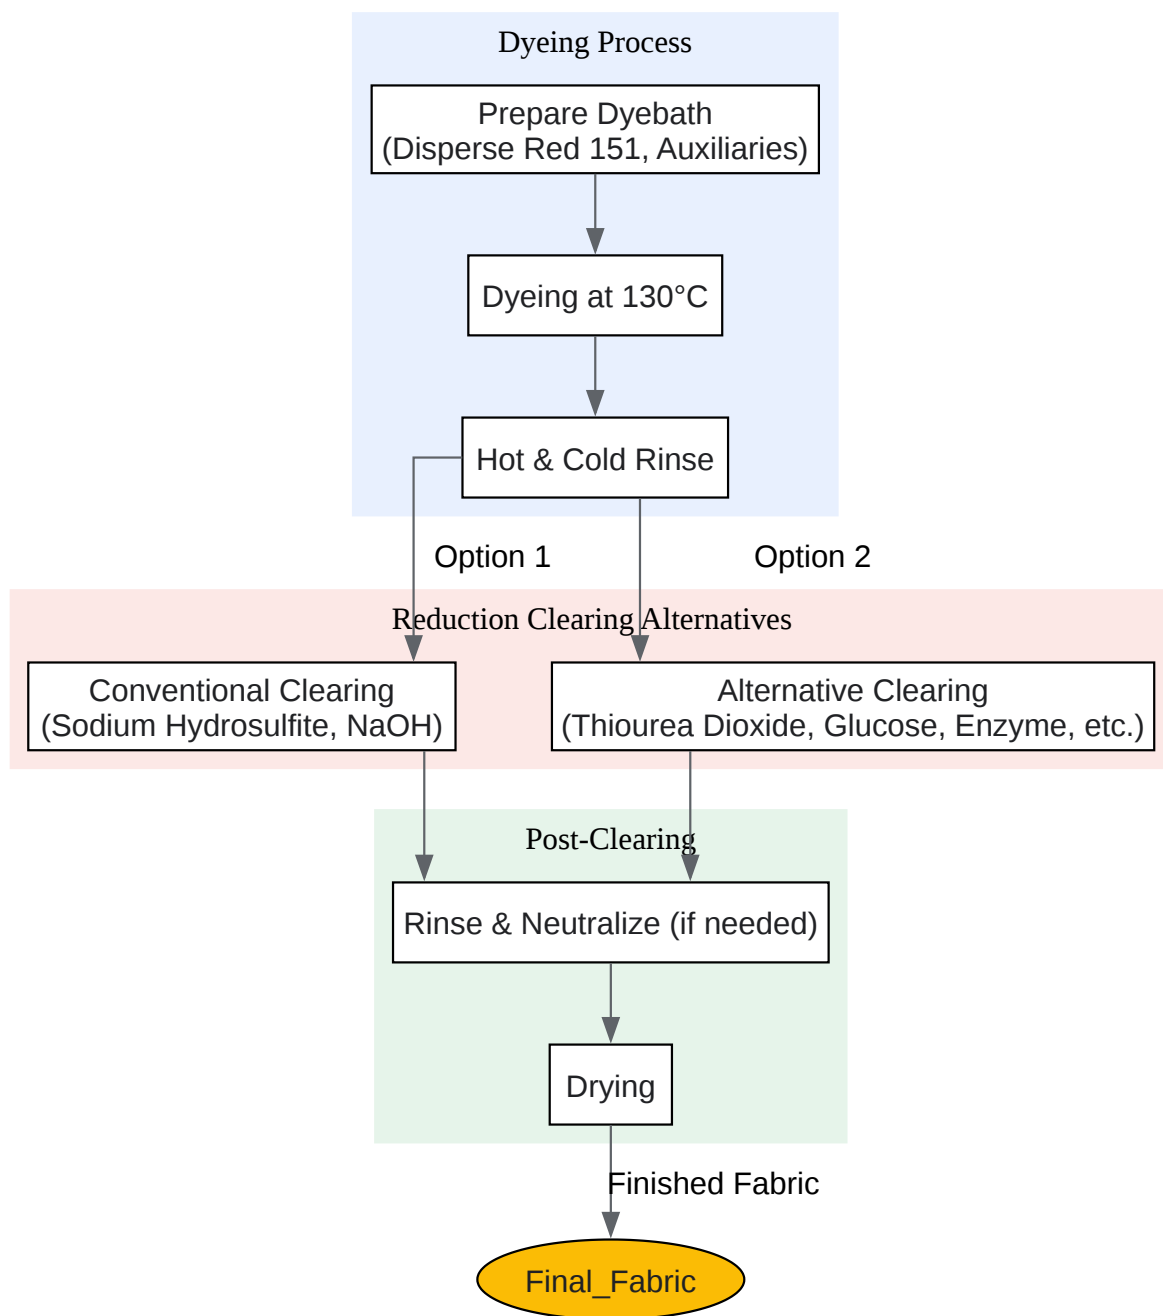 Dyeing Process
Prepare Dyebath
(Disperse Red 151, Auxiliaries)
Dyeing at 130°C
Hot & Cold Rinse
Option 1
Option 2
Reduction Clearing Alternatives
Conventional Clearing
(Sodium Hydrosulfite, NaOH)
Alternative Clearing
(Thiourea Dioxide, Glucose, Enzyme, etc.)
Post-Clearing
Rinse & Neutralize (if needed)
Drying
Finished Fabric
Final_Fabric